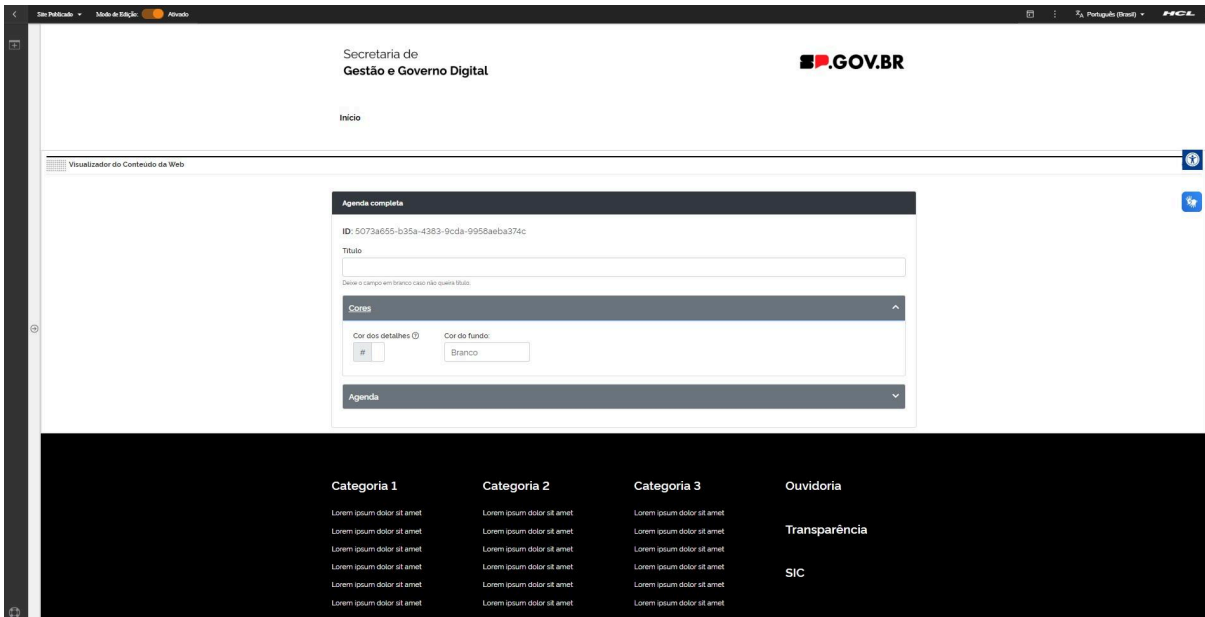 Site Publicado
Modo de Edição:
Ativado
Português (Brasil)
HCL
Secretaria de
Gestão e Governo Digital
SP.GOV.BR
Início
Visualizador do Conteúdo da Web
Agenda completa
ID: 5073a655-b35a-4383-9cda-9958aeba374c
Título
Deixe o campo em branco caso não queira título.
Cores
Cor dos detalhes
Cor do fundo:
#
Branco
Agenda
Categoria 1
Categoria 2
Categoria 3
Ouvidoria
Lorem ipsum dolor sit amet
Lorem ipsum dolor sit amet
Lorem ipsum dolor sit amet
Lorem ipsum dolor sit amet
Lorem ipsum dolor sit amet
Lorem ipsum dolor sit amet
Transparência
Lorem ipsum dolor sit amet
Lorem ipsum dolor sit amet
Lorem ipsum dolor sit amet
Lorem ipsum dolor sit amet
Lorem ipsum dolor sit amet
Lorem ipsum dolor sit amet
SIC
Lorem ipsum dolor sit amet
Lorem ipsum dolor sit amet
Lorem ipsum dolor sit amet
Lorem ipsum dolor sit amet
Lorem ipsum dolor sit amet
Lorem ipsum dolor sit amet